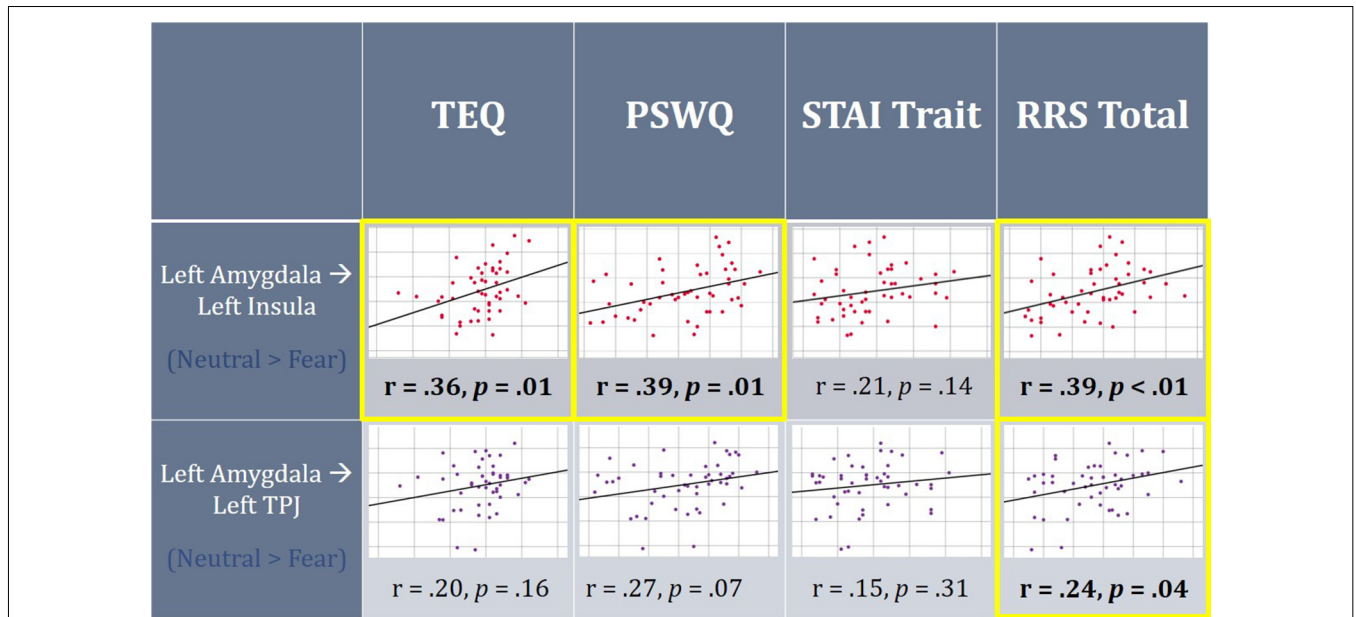 TEQ PSWQ STAI Trait RRS Total
Left Amygdala →
Left Insula
(Neutral > Fear)
r = .36, p = .01 r = .39, p = .01 r = .21, p = .14 r = .39, p < .01
Left Amygdala →
Left TPJ
(Neutral > Fear)
r = .20, p = .16 r = .27, p = .07 r = .15, p = .31 r = .24, p = .04